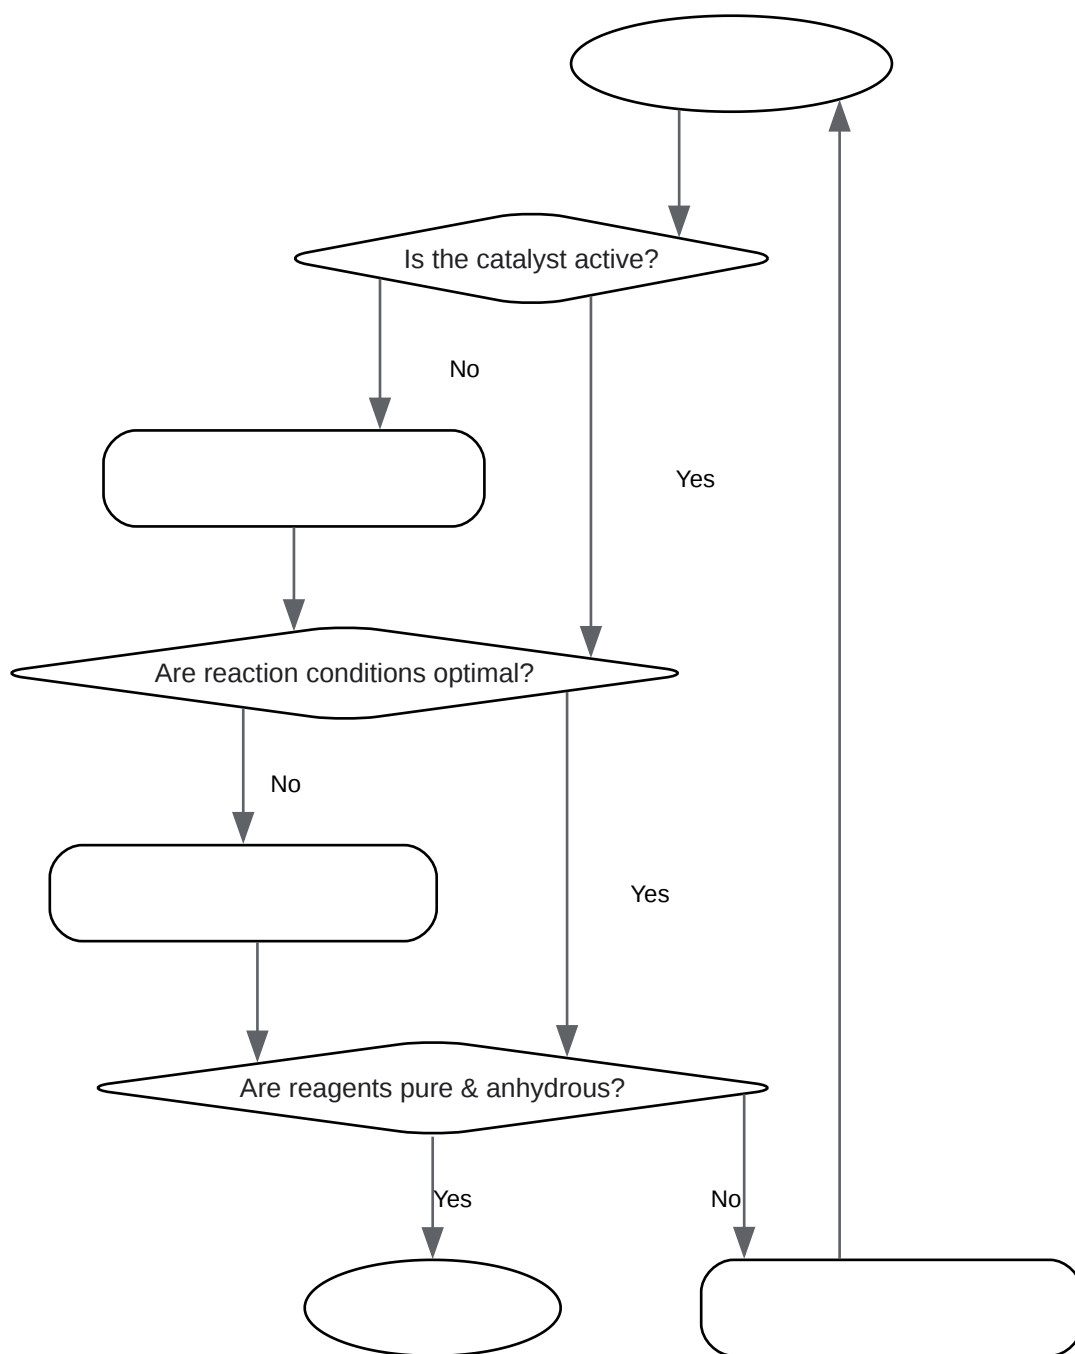 Is the catalyst active?
No
Yes
Are reaction conditions optimal?
No
Yes
Are reagents pure & anhydrous?
Yes
No